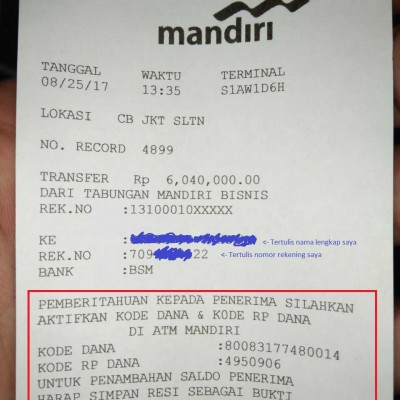 mandiri
TANGGAL WAKTU TERMINAL
08/25/17 13:35 S1AW1D6H
LOKASI CB JKT SLTN
NO. RECORD 4899
TRANSFER Rp 6,040,000.00
DARI TABUNGAN MANDIRI BISNIS
REK.NO :13100010XXXXX
KE : <- Tertulis nama lengkap saya
REK.NO :709 22 <- Tertulis nomor rekening saya
BANK :BSM
PEMBERITAHUAN KEPADA PENERIMA SILAHKAN
AKTIFKAN KODE DANA & KODE RP DANA
DI ATM MANDIRI
KODE DANA :80083177480014
KODE RP DANA :4950906
UNTUK PENAMBAHAN SALDO PENERIMA
HARAP SIMPAN RESI SEBAGAI BUKTI